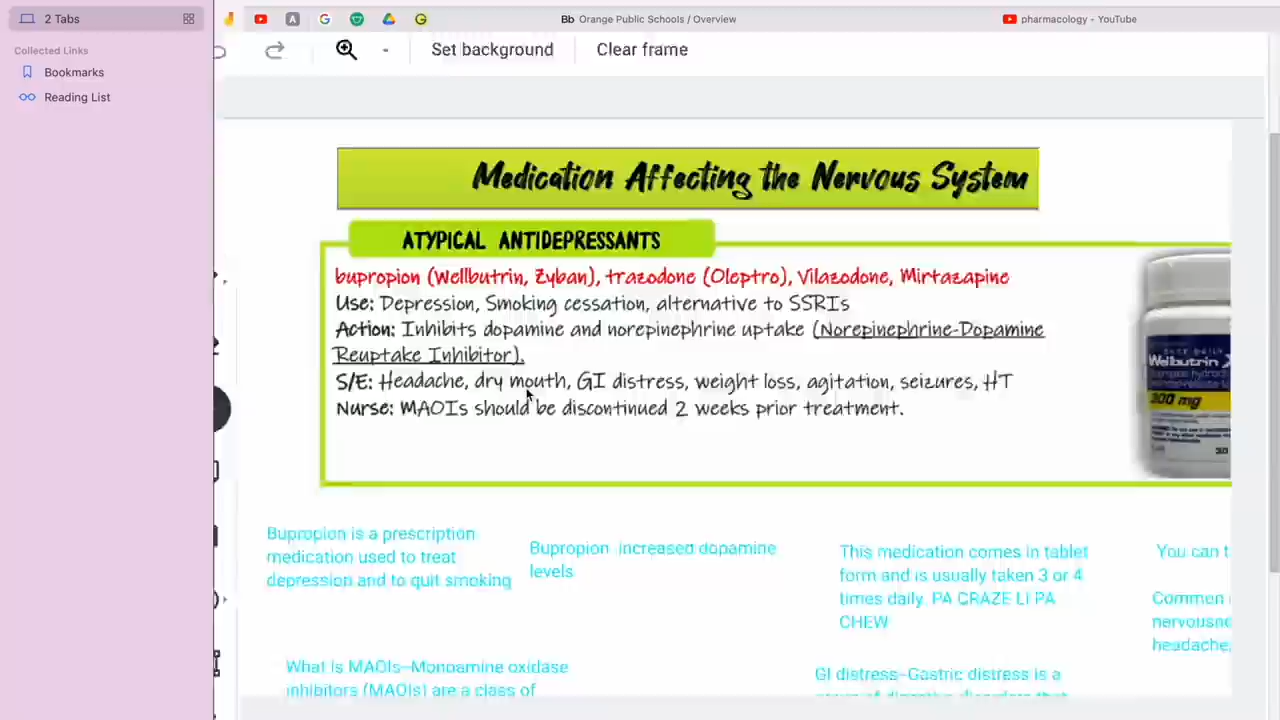 2 Tabs
Collected Links
Bookmarks
Reading List
Bb Orange Public Schools / Overview
pharmacology - YouTube
Set background
Clear frame
Medication Affecting the Nervous System
ATYPICAL ANTIDEPRESSANTS
bupropion (Wellbutrin, Zyban), trazodone (Oleptro), Vilazodone, Mirtazapine
Use: Depression, Smoking cessation, alternative to SSRIs
Action: Inhibits dopamine and norepinephrine uptake (Norepinephrine-Dopamine
Reuptake Inhibitor).
S/E: Headache, dry mouth, GI distress, weight loss, agitation, seizures, HT
Nurse: MAOIs should be discontinued 2 weeks prior treatment.
Wellbutrin X
300 mg
30
Bupropion is a prescription
medication used to treat
depression and to quit smoking
Bupropion increased dopamine
levels
This medication comes in tablet
form and is usually taken 3 or 4
times daily. PA CRAZE LI PA
CHEW
You can t
Common
nervousne
headache,
What Is MAOIs—Monoamine oxidase
inhibitors (MAOIs) are a class of
GI distress—Gastric distress is a